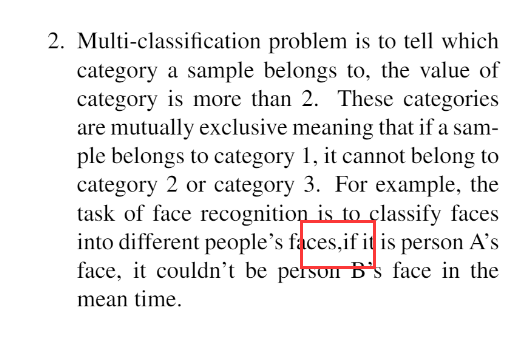 2. Multi-classification problem is to tell which
category a sample belongs to, the value of
category is more than 2. These categories
are mutually exclusive meaning that if a sam-
ple belongs to category 1, it cannot belong to
category 2 or category 3. For example, the
task of face recognition is to classify faces
into different people's faces,if it is person A's
face, it couldn't be person B's face in the
mean time.